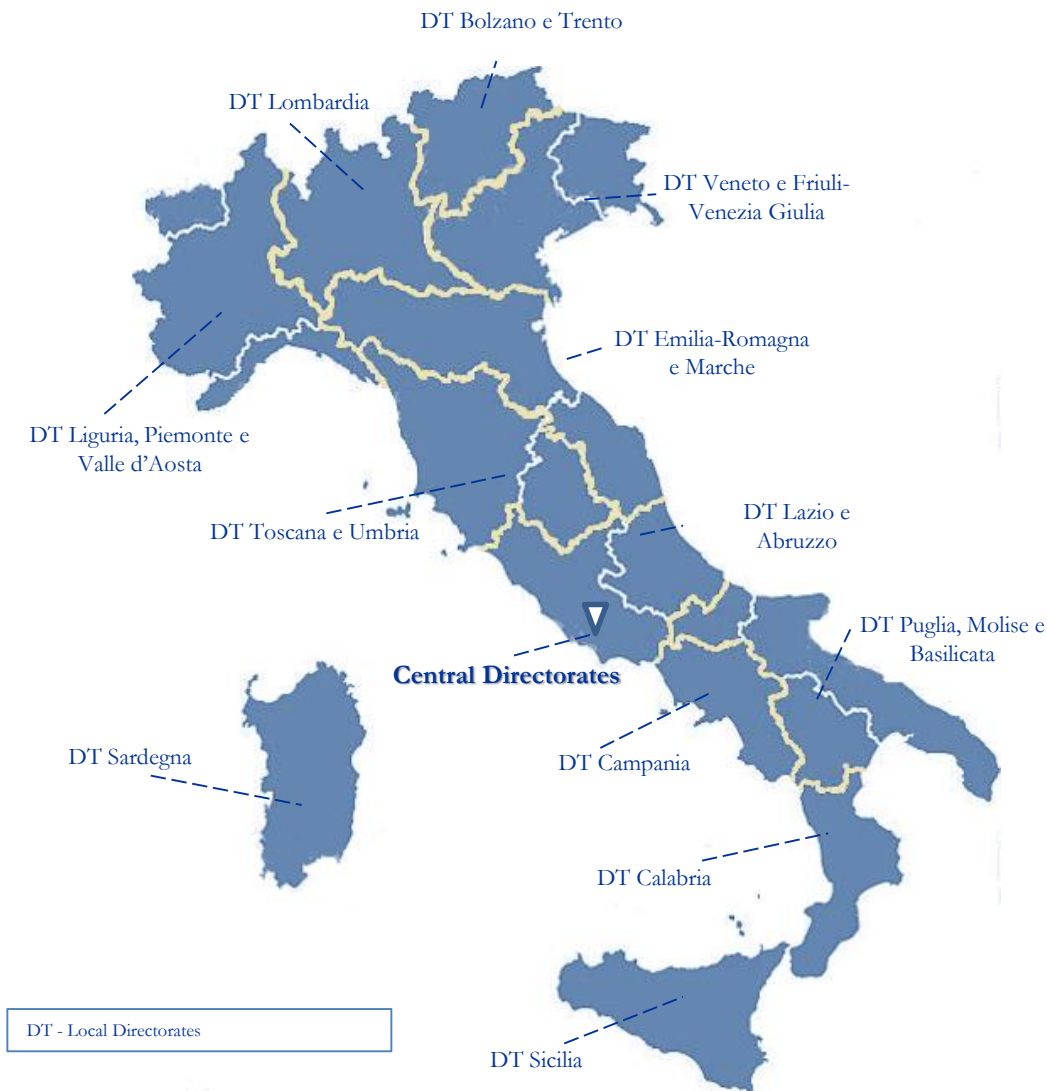 DT Bolzano e Trento
DT Lombardia
DT Veneto e Friuli-
Venezia Giulia
DT Emilia-Romagna
e Marche
DT Liguria, Piemonte e
Valle d'Aosta
DT Toscana e Umbria
DT Lazio e
Abruzzo
DT Puglia, Molise e
Basilicata
Central Directorates
DT Sardegna
DT Campania
DT Calabria
DT - Local Directorates
DT Sicilia